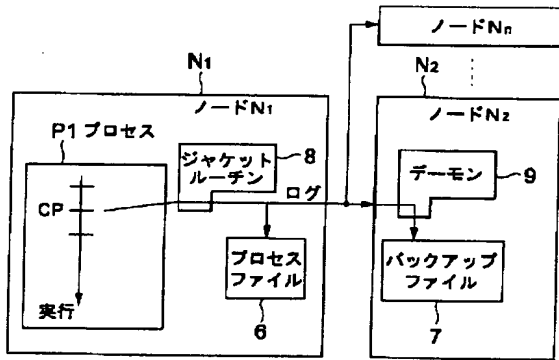 ノードNn
N1
N2
ノードN1
ノードN2
P1 プロセス
ジャケット
ルーチン
8
デーモン
9
CP
ログ
プロセス
ファイル
バックアップ
ファイル
実行
6
7